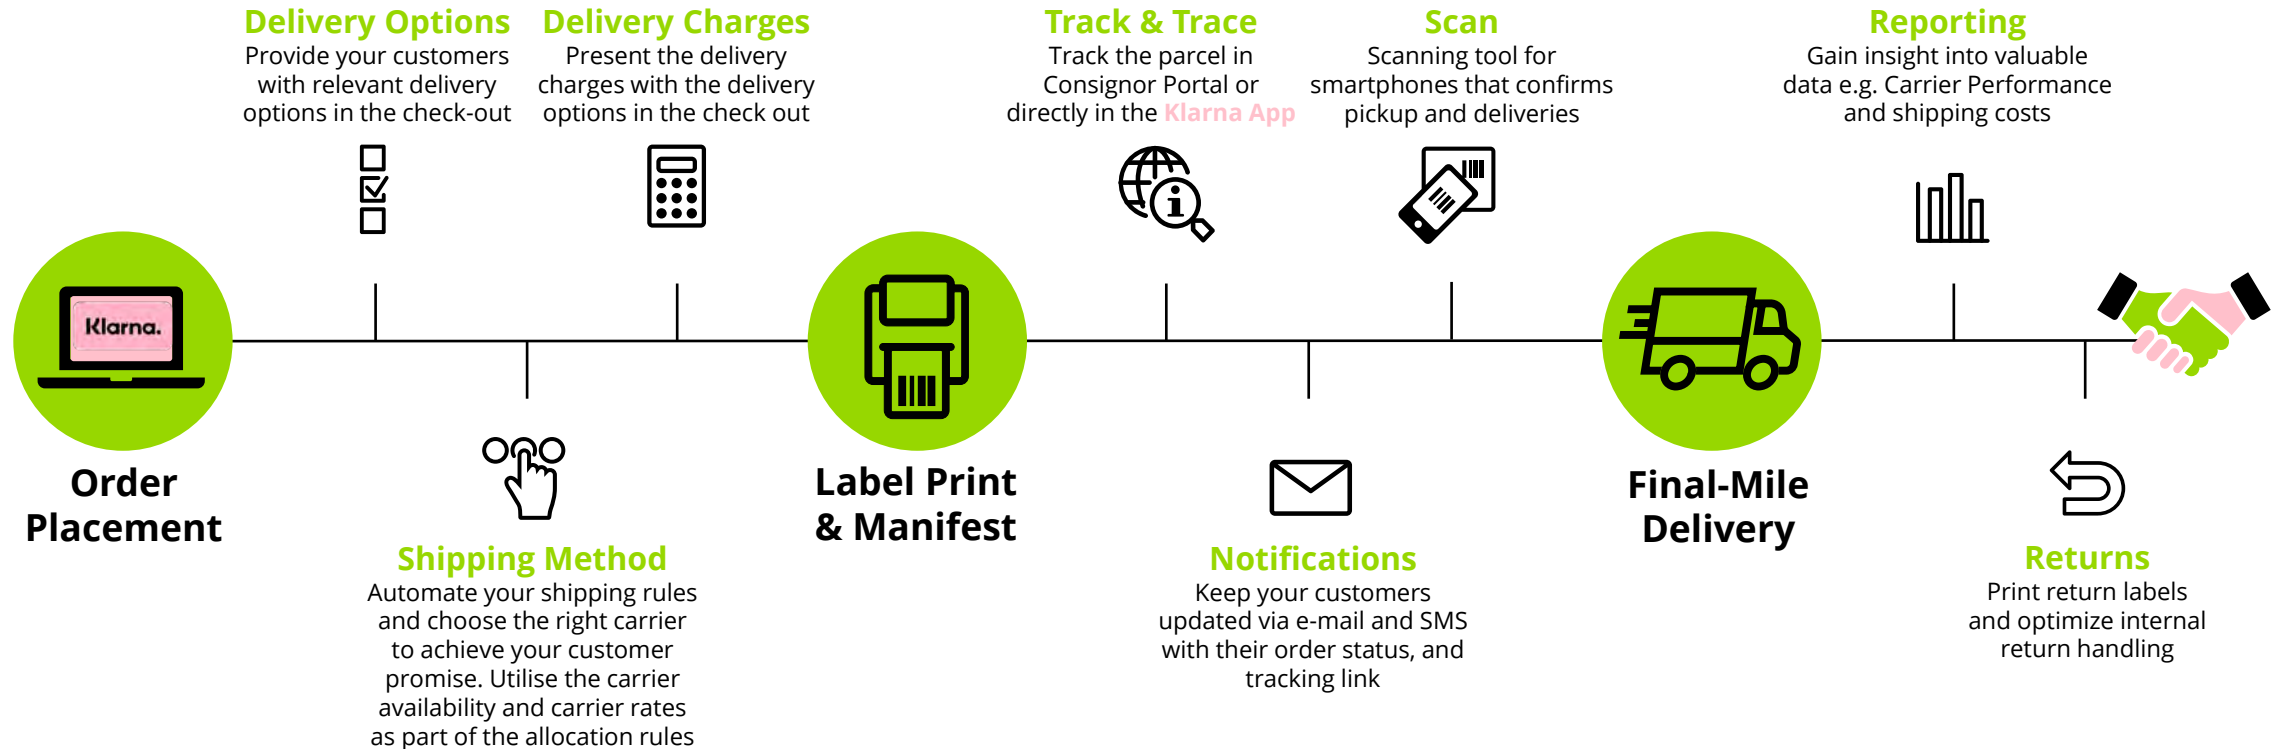 Delivery Options
Provide your customers
with relevant delivery
options in the check-out
Delivery Charges
Present the delivery
charges with the delivery
options in the check out
Track & Trace
Track the parcel in
Consignor Portal or
directly in the Klarna App
Scan
Scanning tool for
smartphones that confirms
pickup and deliveries
Reporting
Gain insight into valuable
data e.g. Carrier Performance
and shipping costs
Klarna.
Order
Placement
Label Print
& Manifest
Final-Mile
Delivery
Shipping Method
Automate your shipping rules
and choose the right carrier
to achieve your customer
promise. Utilise the carrier
availability and carrier rates
as part of the allocation rules
Notifications
Keep your customers
updated via e-mail and SMS
with their order status, and
tracking link
Returns
Print return labels
and optimize internal
return handling